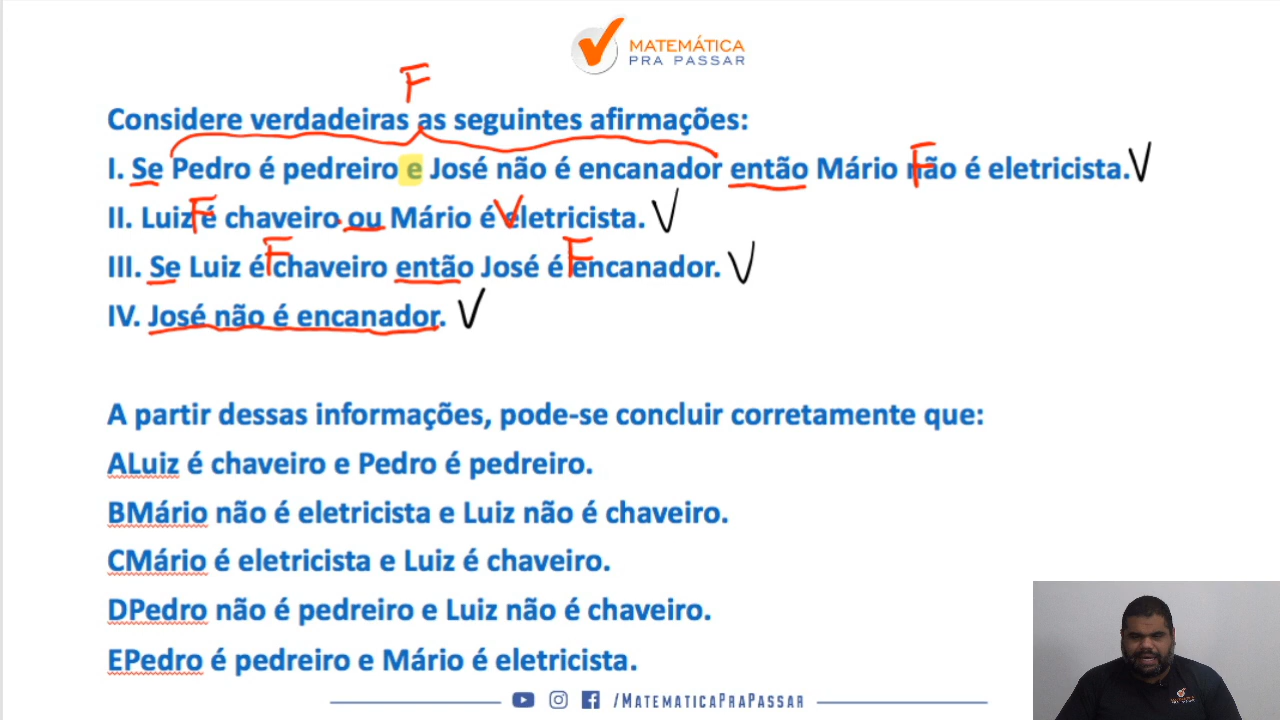 MATEMÁTICA
PRA PASSAR
F
Considere verdadeiras as seguintes afirmações:
I. Se Pedro é pedreiro e José não é encanador então Mário não é eletricista. V
F
II. Luiz é chaveiro ou Mário é eletricista. V
F V
III. Se Luiz é chaveiro então José é encanador. V
F F
IV. José não é encanador. V
A partir dessas informações, pode-se concluir corretamente que:
ALuiz é chaveiro e Pedro é pedreiro.
BMário não é eletricista e Luiz não é chaveiro.
CMário é eletricista e Luiz é chaveiro.
DPedro não é pedreiro e Luiz não é chaveiro.
EPedro é pedreiro e Mário é eletricista.
/MATEMATICAPRAPASSAR